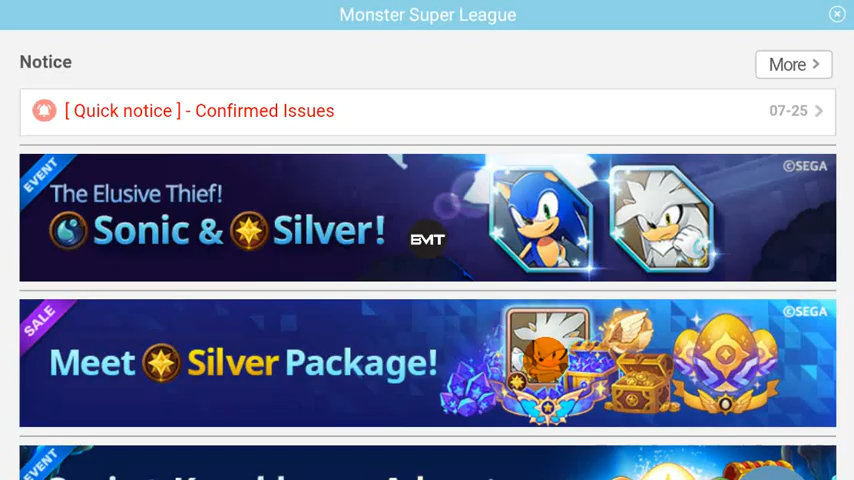 Monster Super League
Notice
More >
[ Quick notice ] - Confirmed Issues
07-25 >
EVENT
©SEGA
The Elusive Thief!
Sonic & Silver!
6MT
SALE
©SEGA
Meet Silver Package!
EVENT